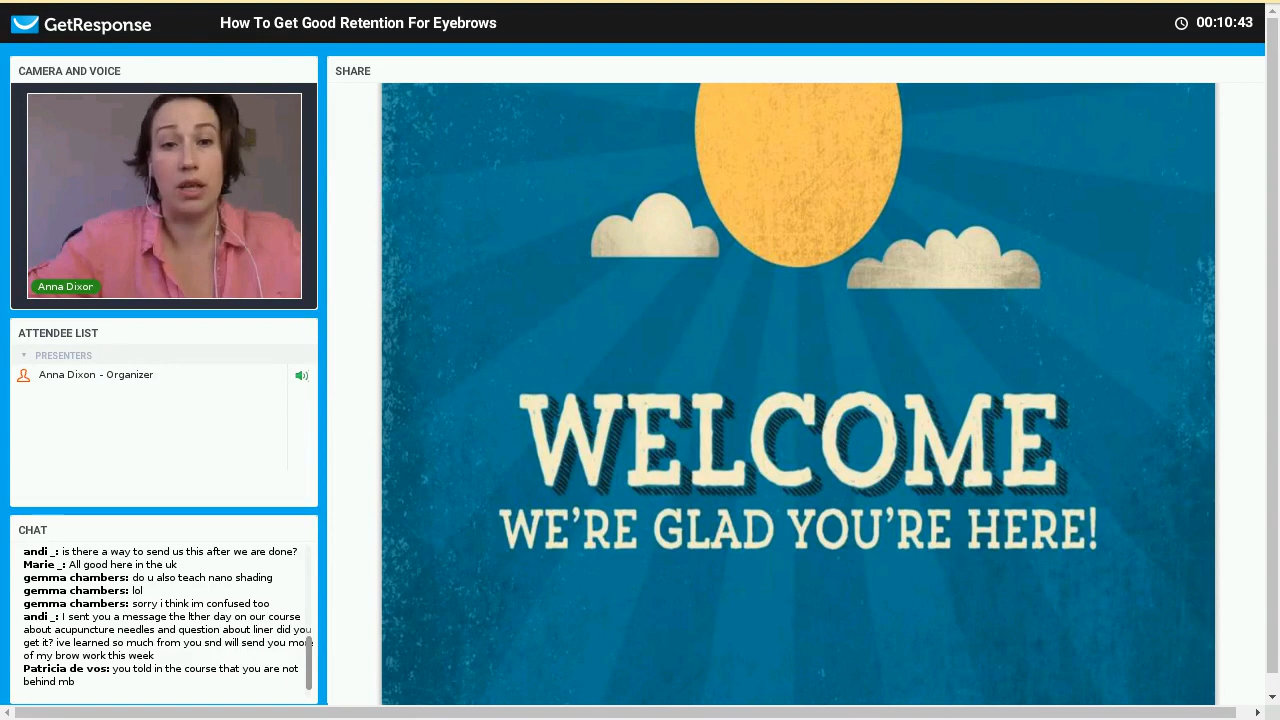 GetResponse
How To Get Good Retention For Eyebrows
00:10:43
CAMERA AND VOICE
Anna Dixon
ATTENDEE LIST
PRESENTERS
Anna Dixon - Organizer
CHAT
andi _: is there a way to send us this after we are done?
Marie _: All good here in the uk
gemma chambers: do u also teach nano shading
gemma chambers: lol
gemma chambers: sorry i think im confused too
andi _: I sent you a message the lther day on our course
about acupuncture needles and question about liner did you
get it? ive learned so much from you snd will send you more
of my brow work this week
Patricia de vos: you told in the course that you are not
behind mb
SHARE
WELCOME
WE'RE GLAD YOU'RE HERE!